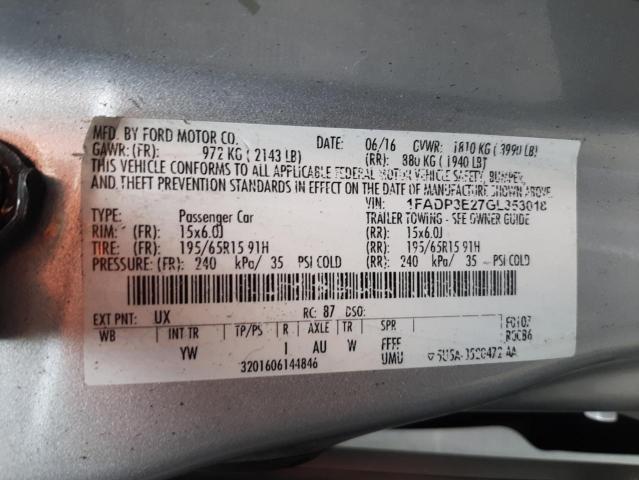 MFD. BY FORD MOTOR CO. 06/16 GVWR: 1810 KG ( 3990 LB)
GAWR: (FR): 972 KG ( 2143 LB) (RR): 880 KG ( 1940 LB)
THIS VEHICLE CONFORMS TO ALL APPLICABLE FEDERAL MOTOR VEHICLE SAFETY, BUMPER,
AND THEFT PREVENTION STANDARDS IN EFFECT ON THE DATE OF MANUFACTURE SHOWN ABOVE.
VIN: 1FADP3E27GL353018
TYPE: Passenger Car TRAILER TOWING - SEE OWNER GUIDE
RIM: (FR): 15x6.0J (RR): 15x6.0J
TIRE: (FR): 195/65R15 91H (RR): 195/65R15 91H
PRESSURE: (FR): 240 kPa/ 35 PSI COLD (RR): 240 kPa/ 35 PSI COLD
EXT PNT: UX RC: 87 DSO: F0107
WB INT TR TP/PS R AXLE TR SPR R0CB6
YW I AU W FFFF
3201606144846 UMU